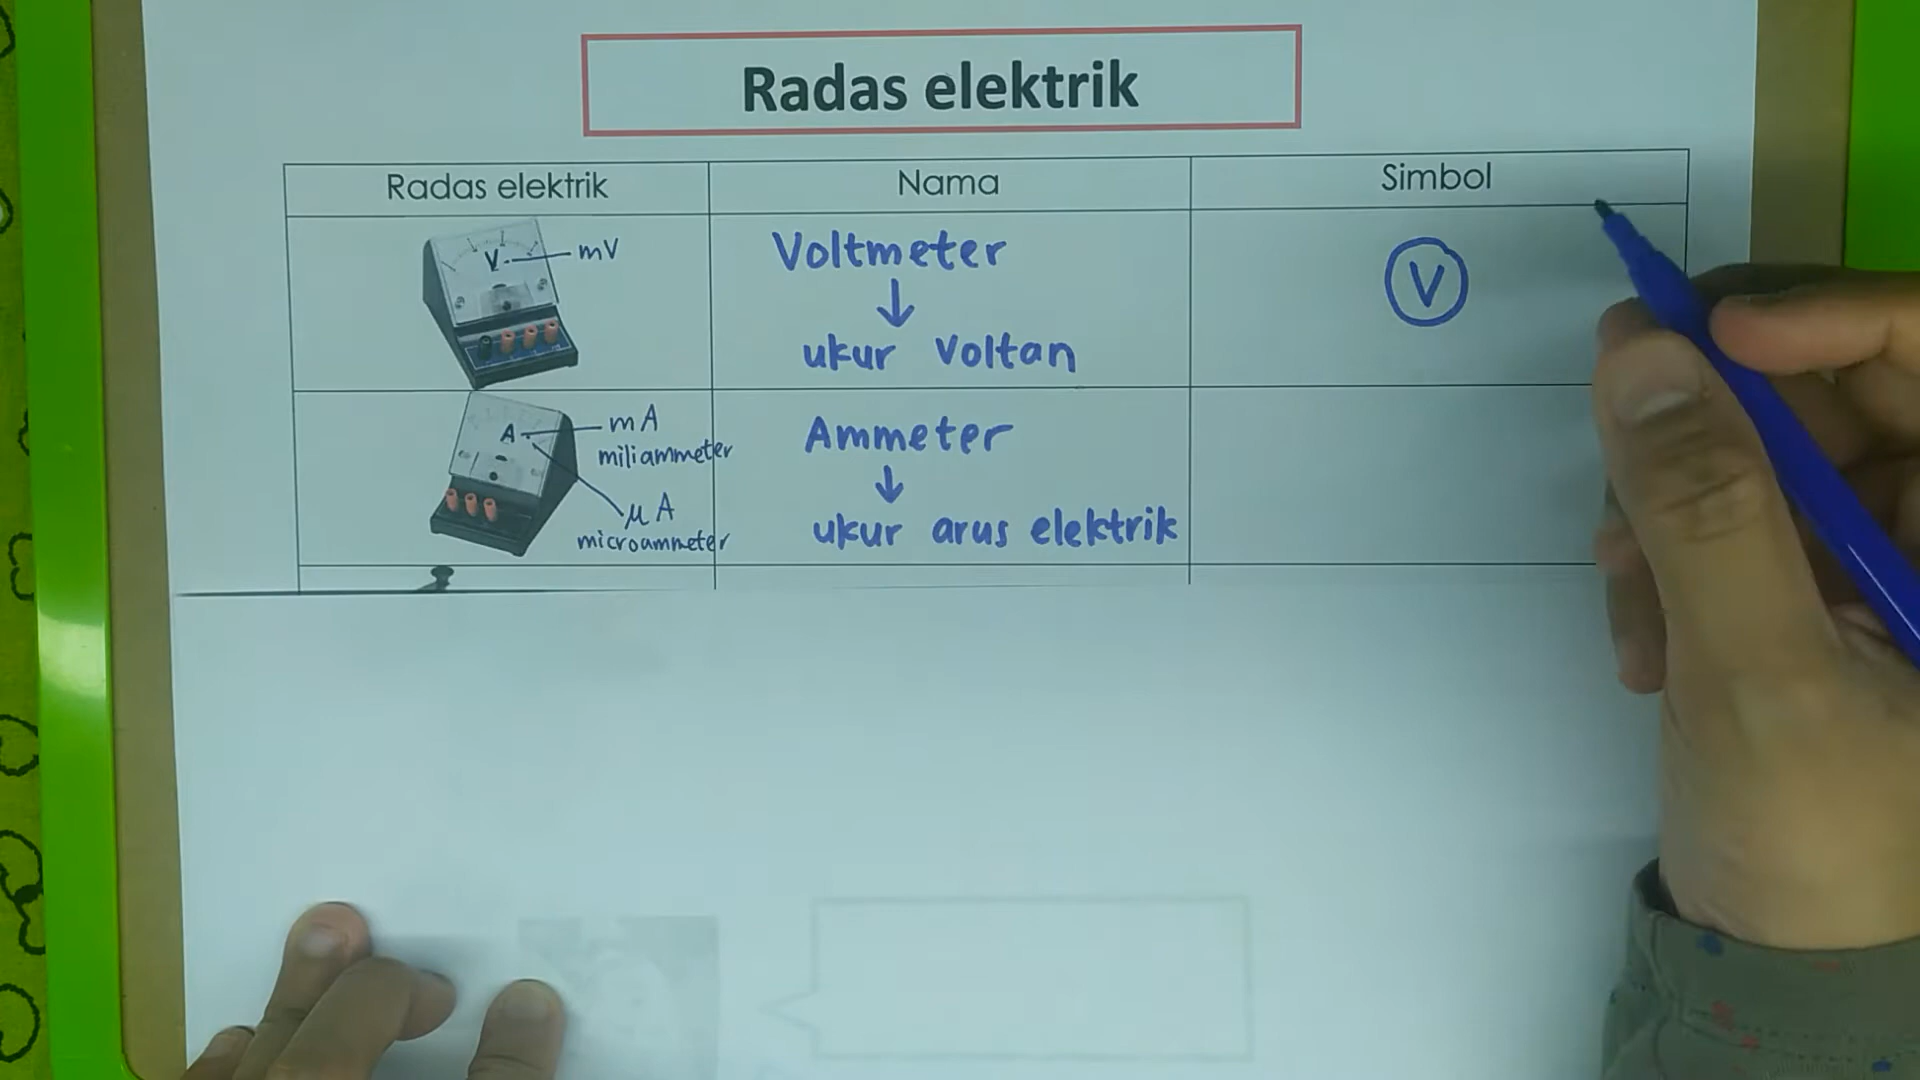 Radas elektrik
Radas elektrik
Nama
Simbol
V
mV
Voltmeter
↓
ukur Voltan
V
A
mA
miliammeter
μA
microammeter
Ammeter
↓
ukur arus elektrik